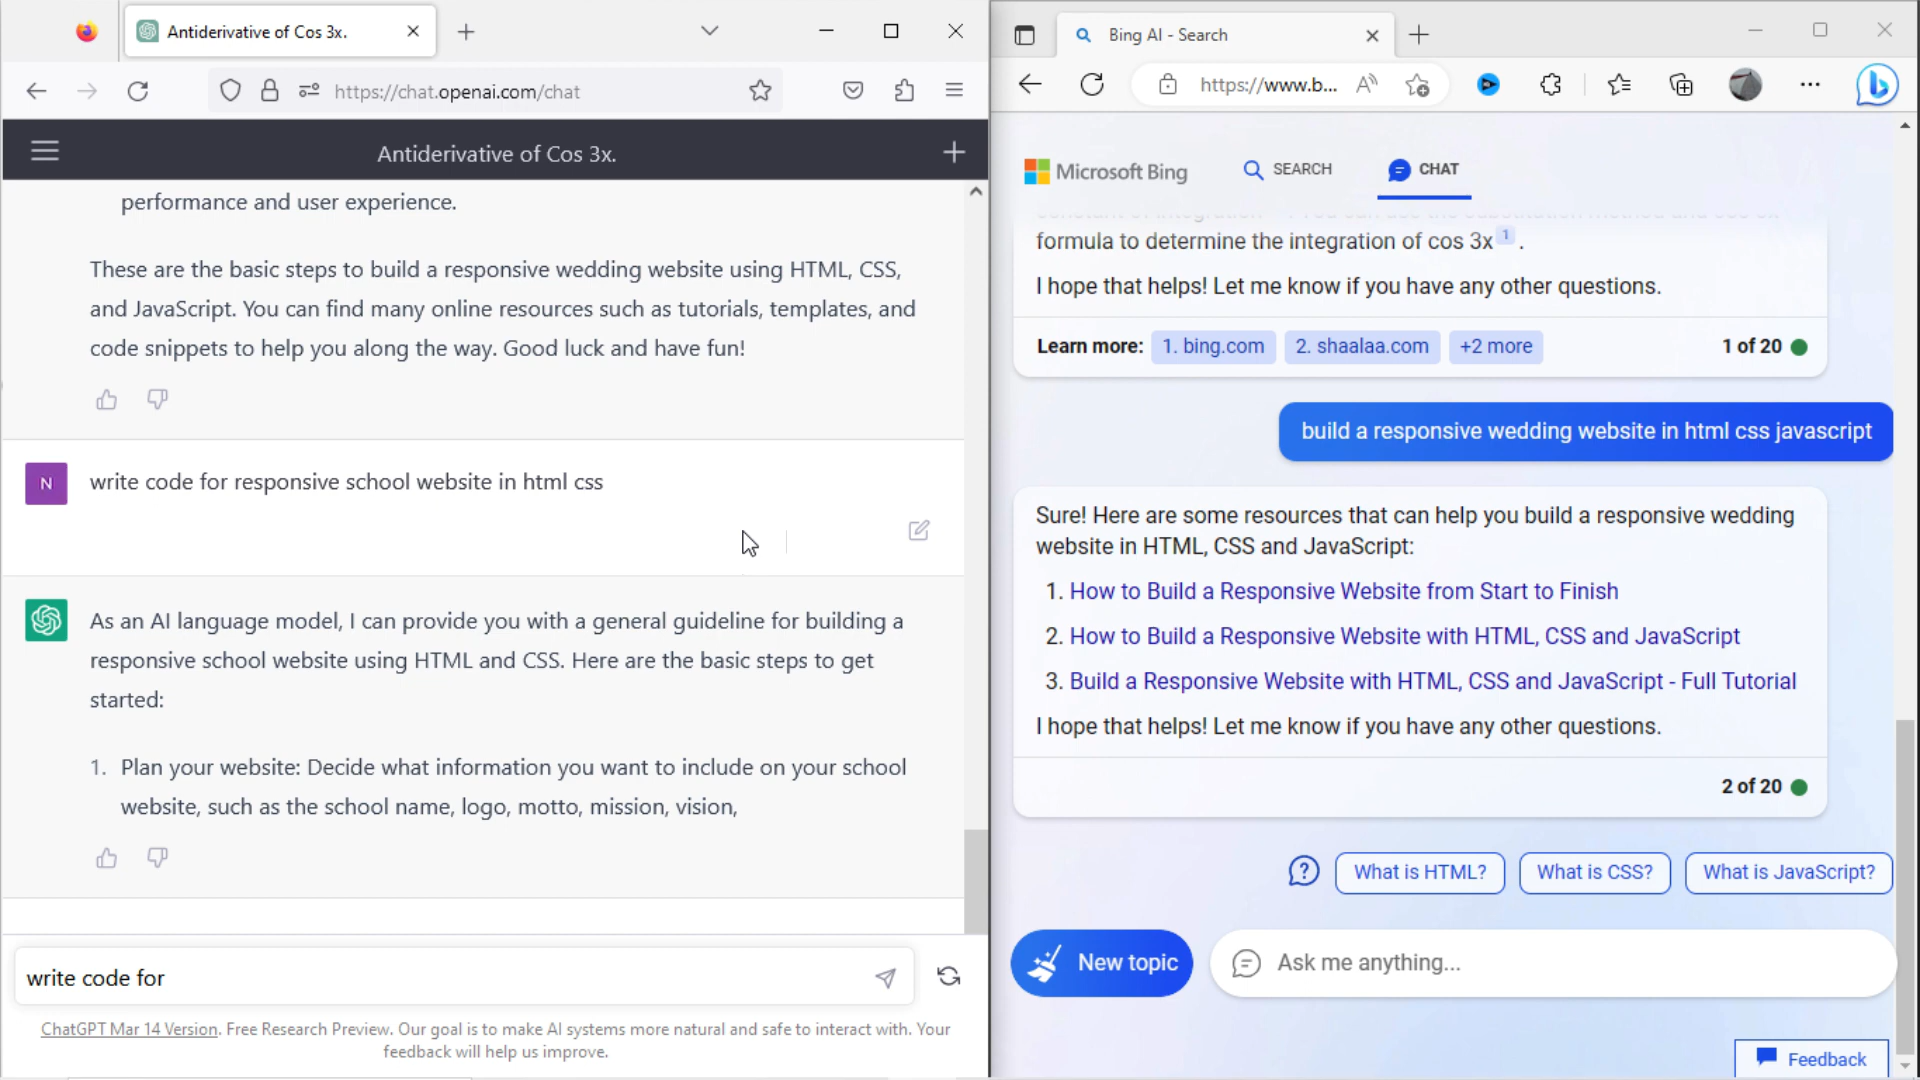 Antiderivative of Cos 3x.
https://chat.openai.com/chat
Antiderivative of Cos 3x.
performance and user experience.
These are the basic steps to build a responsive wedding website using HTML, CSS,
and JavaScript. You can find many online resources such as tutorials, templates, and
code snippets to help you along the way. Good luck and have fun!
N
write code for responsive school website in html css
As an AI language model, I can provide you with a general guideline for building a
responsive school website using HTML and CSS. Here are the basic steps to get
started:
1. Plan your website: Decide what information you want to include on your school
website, such as the school name, logo, motto, mission, vision,
write code for
ChatGPT Mar 14 Version. Free Research Preview. Our goal is to make AI systems more natural and safe to interact with. Your
feedback will help us improve.
Bing AI - Search
https://www.b...
Microsoft Bing
SEARCH
CHAT
formula to determine the integration of cos 3x 1 .
I hope that helps! Let me know if you have any other questions.
Learn more: 1. bing.com 2. shaalaa.com +2 more 1 of 20
build a responsive wedding website in html css javascript
Sure! Here are some resources that can help you build a responsive wedding
website in HTML, CSS and JavaScript:
1. How to Build a Responsive Website from Start to Finish
2. How to Build a Responsive Website with HTML, CSS and JavaScript
3. Build a Responsive Website with HTML, CSS and JavaScript - Full Tutorial
I hope that helps! Let me know if you have any other questions.
2 of 20
What is HTML? What is CSS? What is JavaScript?
New topic
Ask me anything...
Feedback